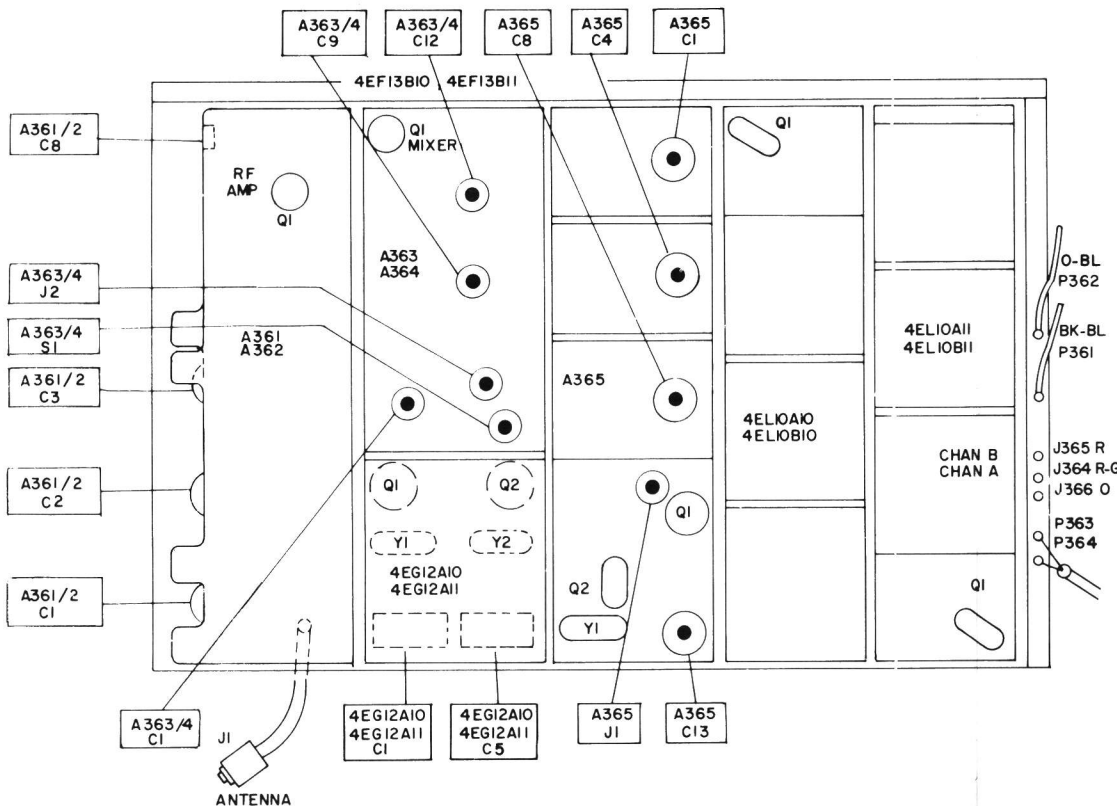 A363/4
C9
A363/4
C12
A365
C8
A365
C4
A365
C1
4EF13B10, 4EF13B11
A361/2
C8
Q1
MIXER
Q1
RF
AMP
Q1
A363
A364
O-BL
P362
A363/4
J2
A363/4
S1
A361
A362
4EL10A11
4EL10B11
BK-BL
P361
A361/2
C3
A365
4EL10A10
4EL10B10
CHAN B
CHAN A
J365 R
J364 R-G
J366 O
A361/2
C2
Q1
Q2
Q1
P363
P364
Y1
Y2
4EG12A10
4EG12A11
Q2
Q1
A361/2
C1
Y1
A363/4
C1
J1
4EG12A10
4EG12A11
C1
4EG12A10
4EG12A11
C5
A365
J1
A365
C13
ANTENNA